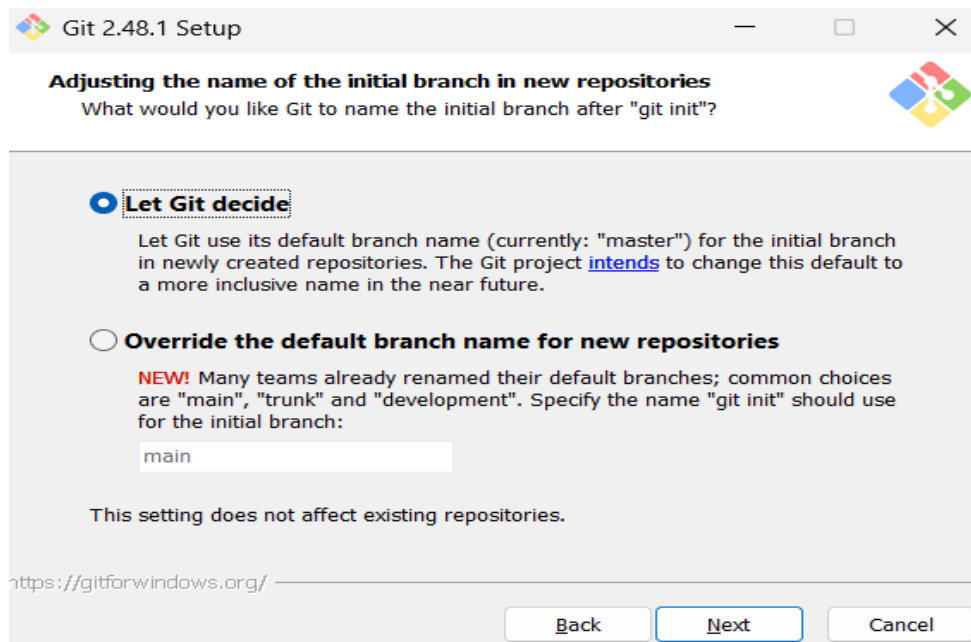 Git 2.48.1 Setup
Adjusting the name of the initial branch in new repositories
What would you like Git to name the initial branch after "git init"?
Let Git decide
Let Git use its default branch name (currently: "master") for the initial branch
in newly created repositories. The Git project intends to change this default to
a more inclusive name in the near future.
Override the default branch name for new repositories
NEW! Many teams already renamed their default branches; common choices
are "main", "trunk" and "development". Specify the name "git init" should use
for the initial branch:
main
This setting does not affect existing repositories.
https://gitforwindows.org/
Back Next Cancel